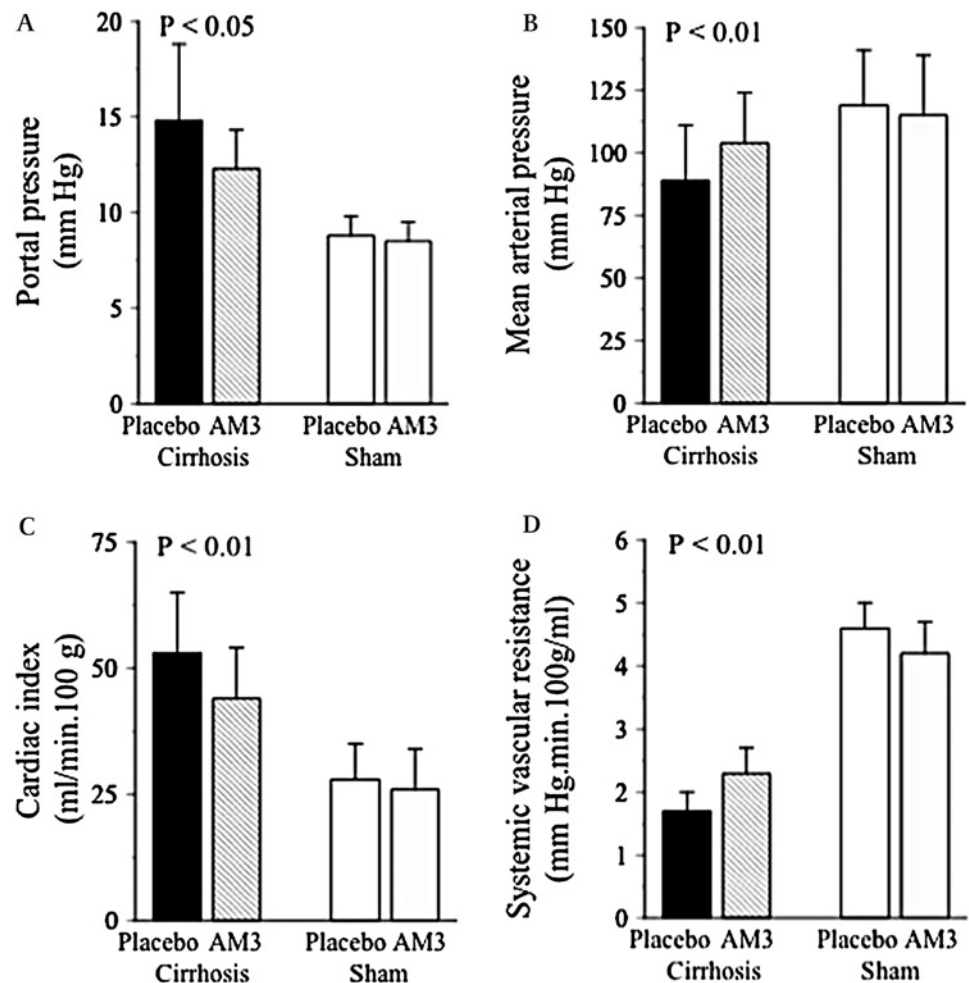 A
P < 0.05
Portal pressure
(mm Hg)
20
15
10
5
0
Placebo AM3
Cirrhosis
Placebo AM3
Sham
B
P < 0.01
Mean arterial pressure
(mm Hg)
150
125
100
75
50
25
0
Placebo AM3
Cirrhosis
Placebo AM3
Sham
C
P < 0.01
Cardiac index
(ml/min.100 g)
75
50
25
0
Placebo AM3
Cirrhosis
Placebo AM3
Sham
D
P < 0.01
Systemic vascular resistance
(mm Hg.min.100g/ml)
6
5
4
3
2
1
0
Placebo AM3
Cirrhosis
Placebo AM3
Sham